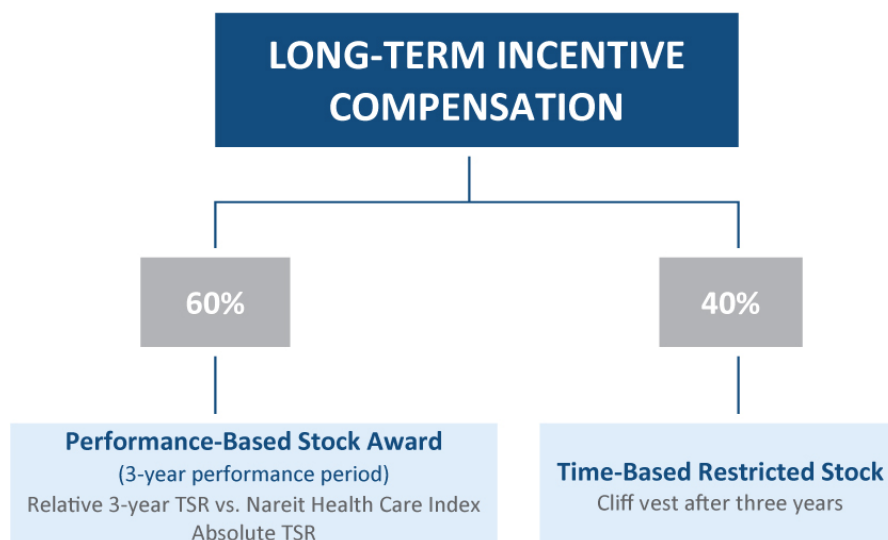 LONG-TERM INCENTIVE
COMPENSATION
60%
40%
Performance-Based Stock Award
(3-year performance period)
Relative 3-year TSR vs. Nareit Health Care Index
Absolute TSR
Time-Based Restricted Stock
Cliff vest after three years